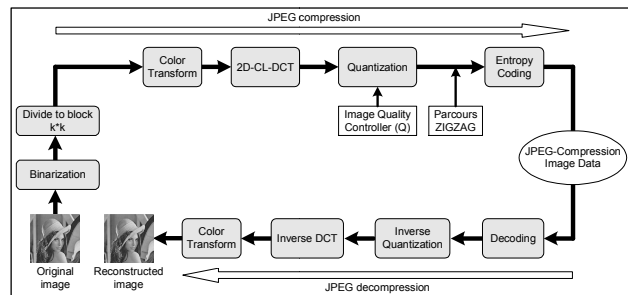 JPEG compression
Color
Transform
2D-CL-DCT
Quantization
Entropy
Coding
Divide to block
k*k
Image Quality
Controller (Q)
Parcours
ZIGZAG
JPEG-Compression
Image Data
Binarization
Color
Transform
Inverse DCT
Inverse
Quantization
Decoding
Original
image
Reconstructed
image
JPEG decompression